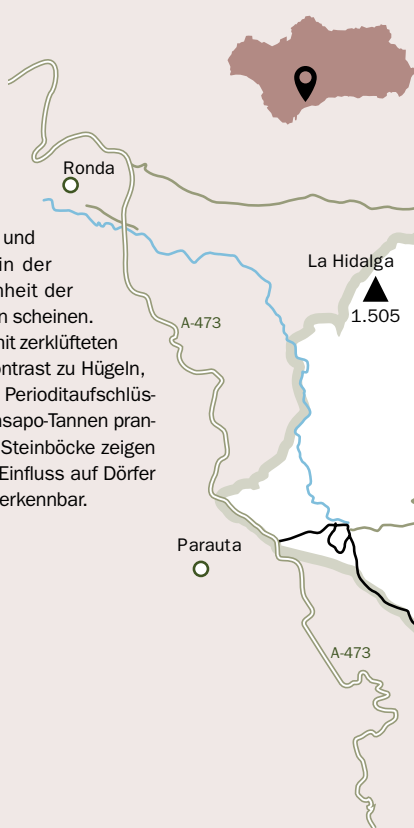 Ronda
und
in der
nheit der
n scheinen.
nit zerklüfteten
ontrast zu Hügeln,
Perioditaufschlüs-
nsapo-Tannen pran-
Steinböcke zeigen
Einfluss auf Dörfer
erkennbar.
La Hidalga
1.505
A-473
Parauta
A-473